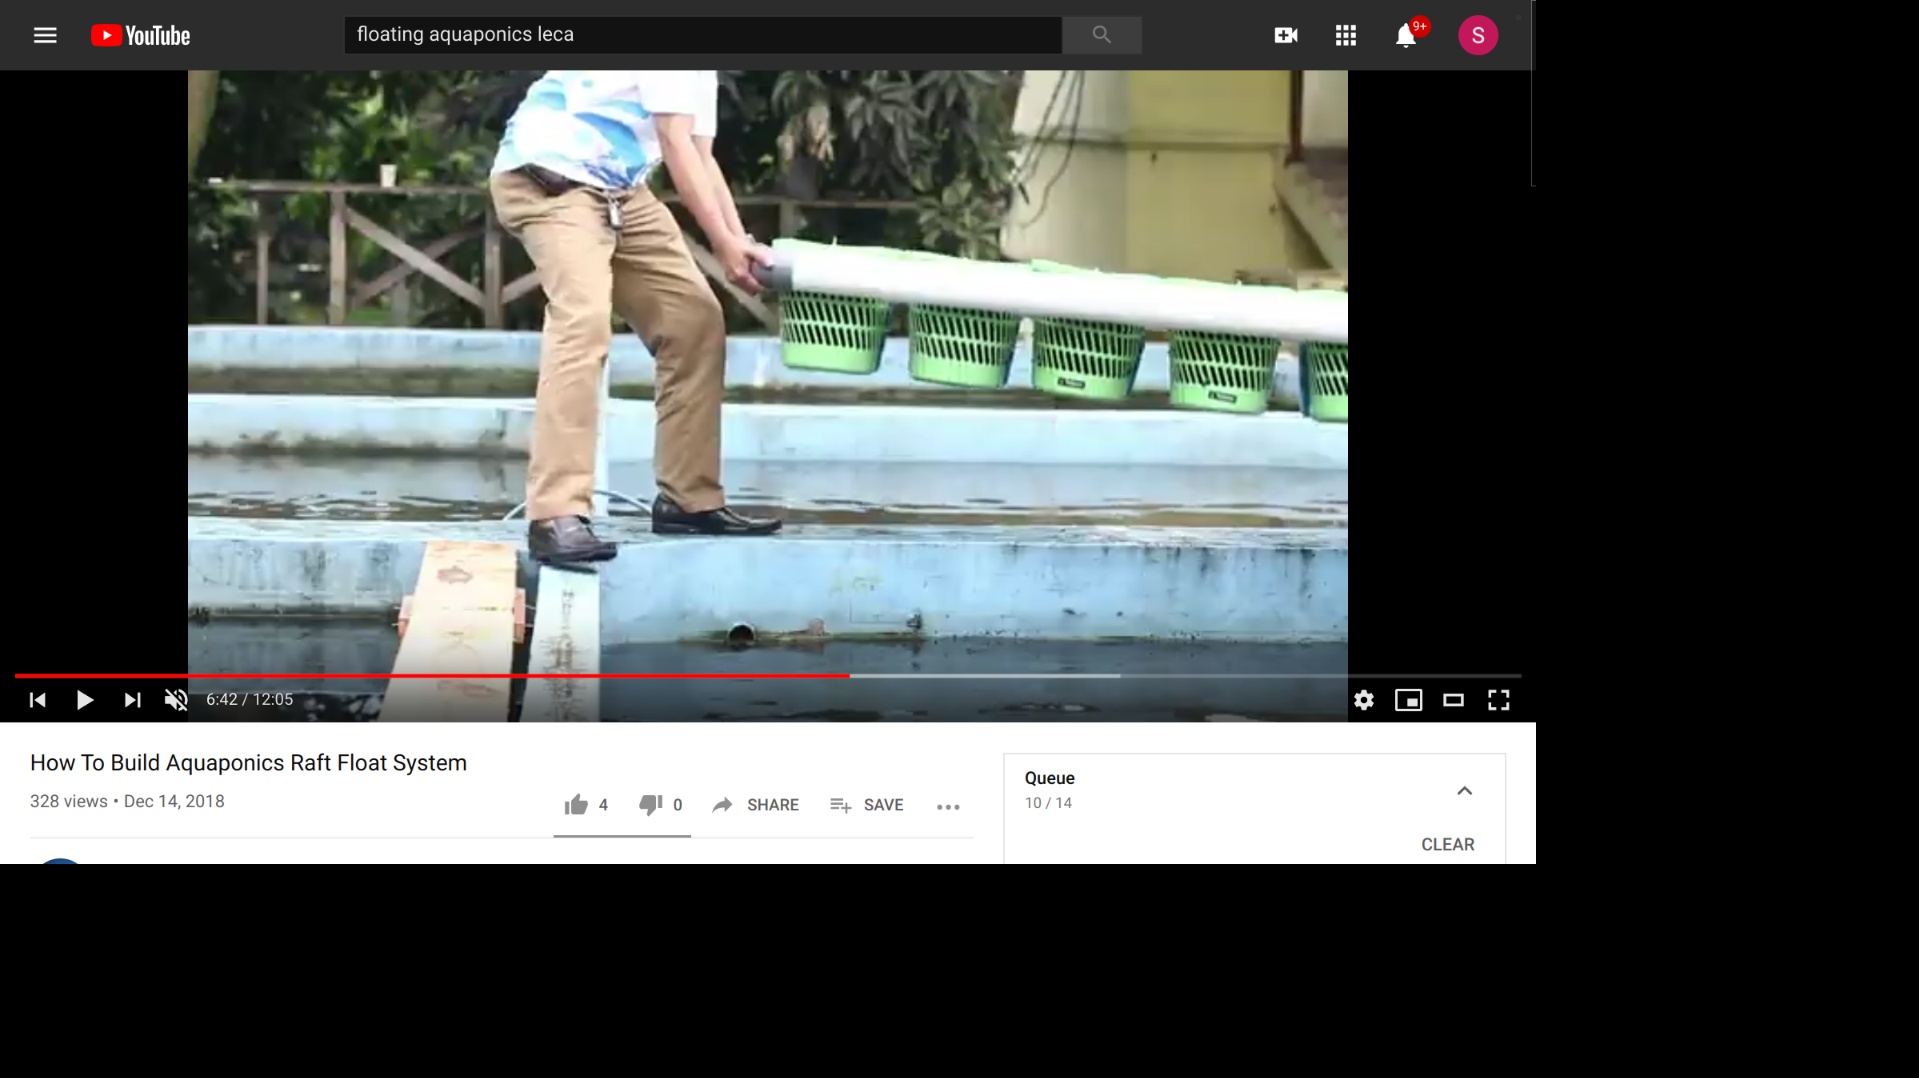 YouTube
floating aquaponics leca
9+
S
6:42 / 12:05
How To Build Aquaponics Raft Float System
328 views • Dec 14, 2018
4
0
SHARE
SAVE
Queue
10 / 14
CLEAR